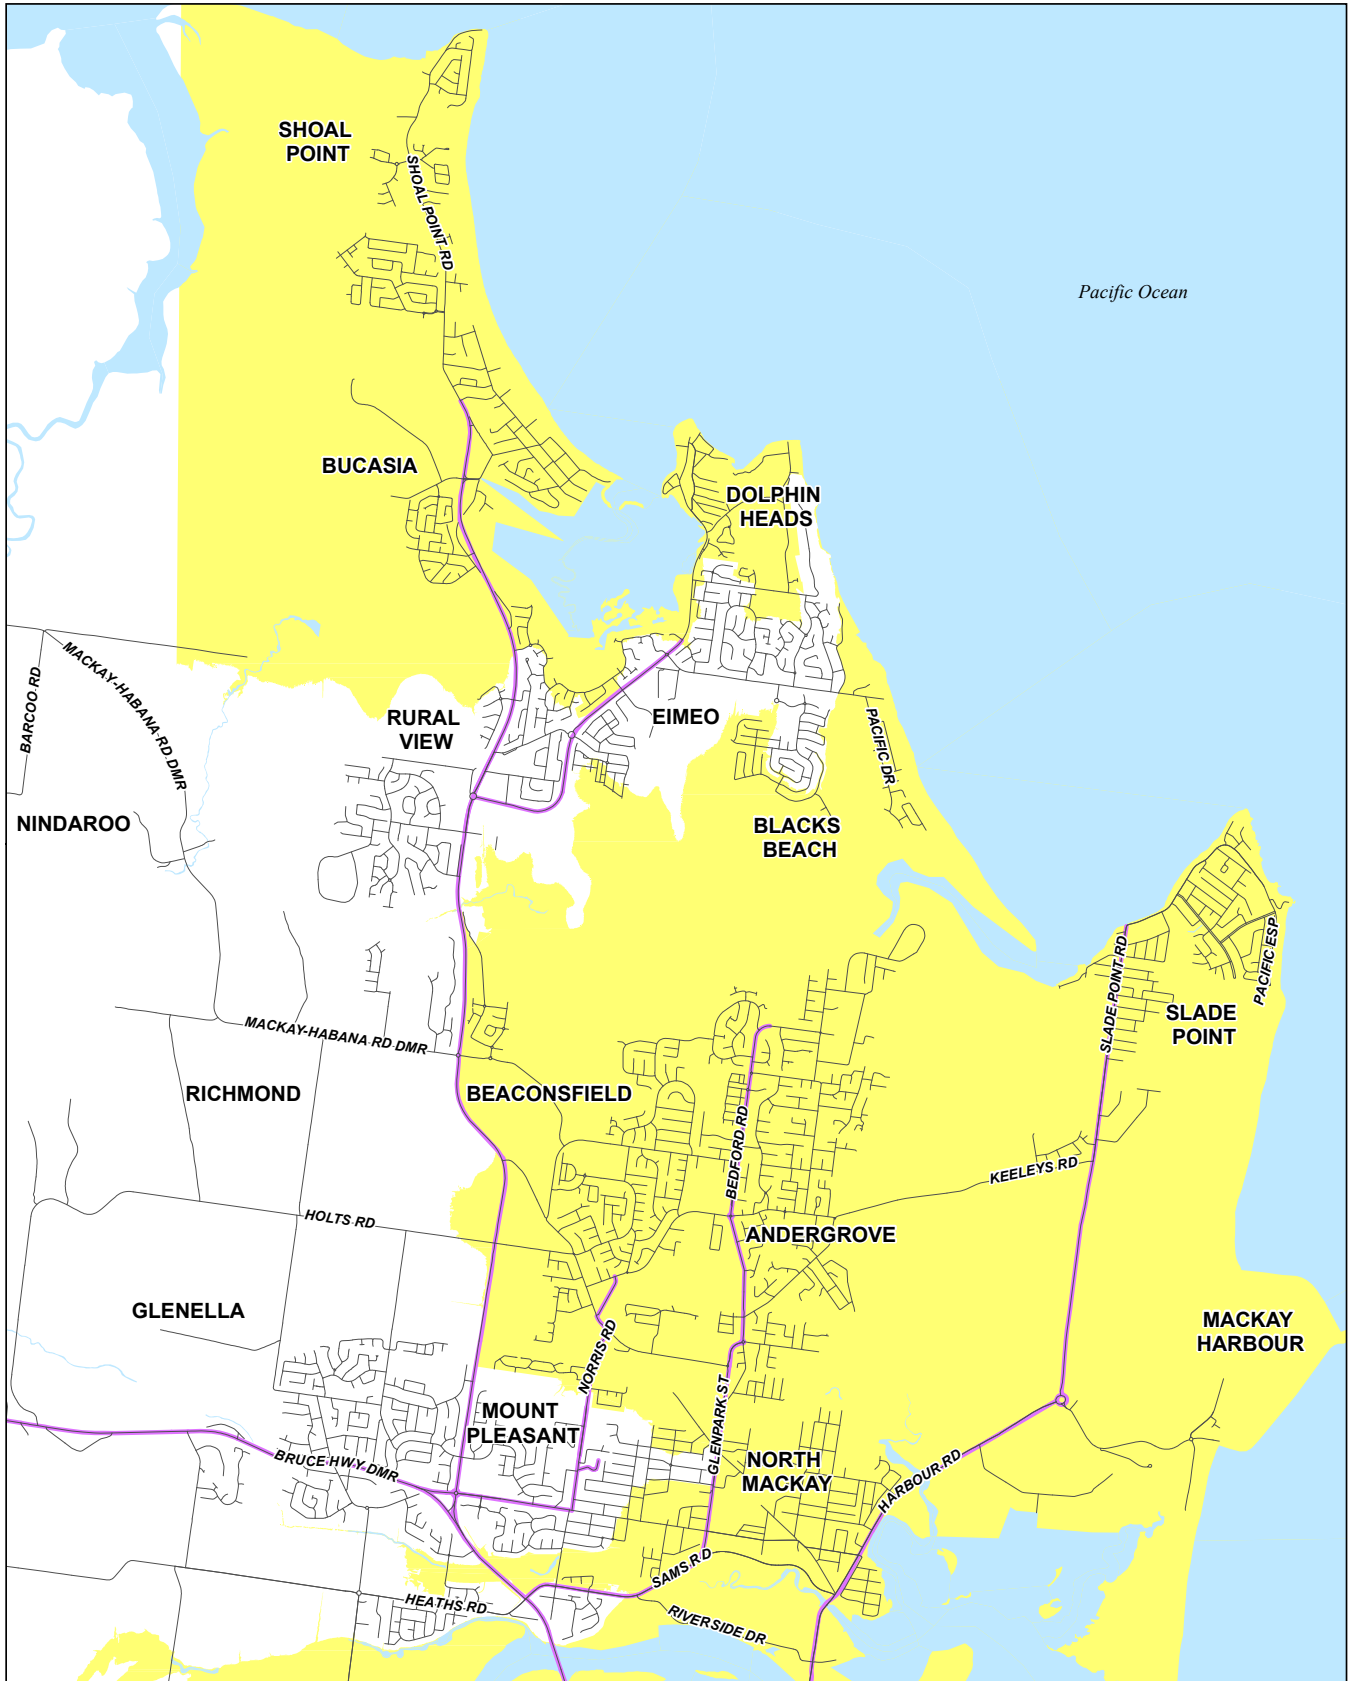 SHOAL
POINT
SHOAL POINT RD
Pacific Ocean
BUCASIA
DOLPHIN
HEADS
BARCOO RD
MACKAY-HABANA RD DMR
RURAL
VIEW
EIMEO
PACIFIC DR
NINDAROO
BLACKS
BEACH
SLADE POINT RD
PACIFIC ESP
SLADE
POINT
MACKAY-HABANA RD DMR
RICHMOND
BEACONSFIELD
BEDFORD RD
KEELEYS RD
HOLTS RD
ANDERGROVE
GLENELLA
MACKAY
HARBOUR
NORRIS RD
GLENPARK ST
MOUNT
PLEASANT
BRUCE HWY DMR
NORTH
MACKAY
HARBOUR RD
SAMS RD
HEATHS RD
RIVERSIDE DR